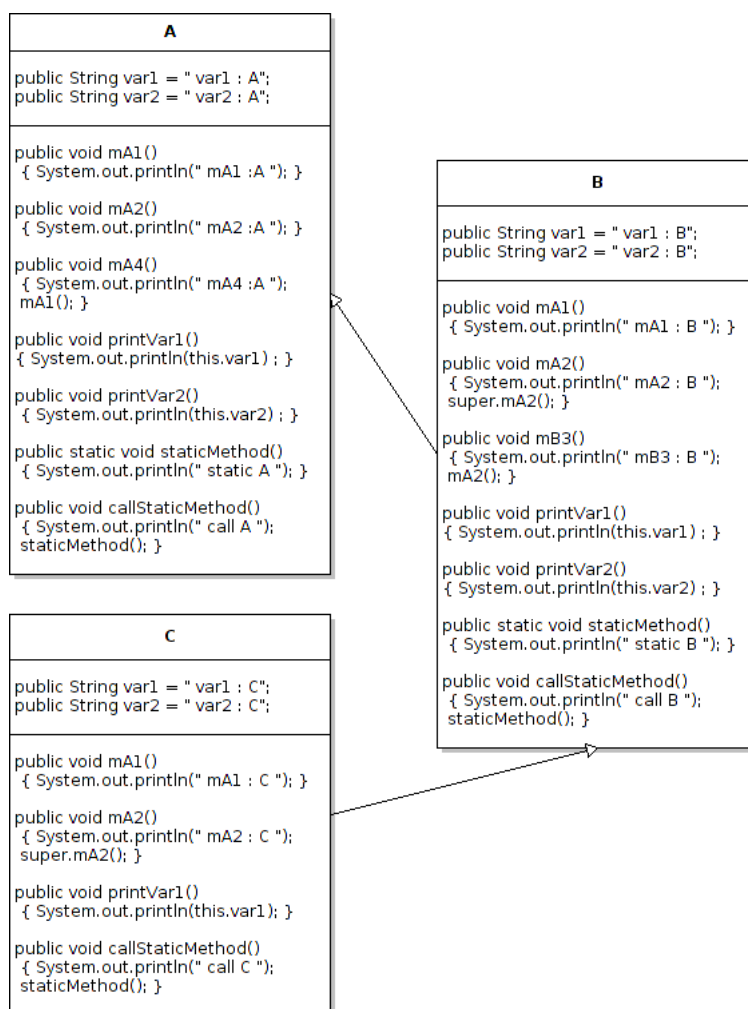 A
public String var1 = " var1 : A";
public String var2 = " var2 : A";
public void mA1()
{ System.out.println(" mA1 :A "); }
public void mA2()
{ System.out.println(" mA2 :A "); }
public void mA4()
{ System.out.println(" mA4 :A ");
mA1(); }
public void printVar1()
{ System.out.println(this.var1) ; }
public void printVar2()
{ System.out.println(this.var2) ; }
public static void staticMethod()
{ System.out.println(" static A "); }
public void callStaticMethod()
{ System.out.println(" call A ");
staticMethod(); }
B
public String var1 = " var1 : B";
public String var2 = " var2 : B";
public void mA1()
{ System.out.println(" mA1 : B "); }
public void mA2()
{ System.out.println(" mA2 : B ");
super.mA2(); }
public void mB3()
{ System.out.println(" mB3 : B ");
mA2(); }
public void printVar1()
{ System.out.println(this.var1) ; }
public void printVar2()
{ System.out.println(this.var2) ; }
public static void staticMethod()
{ System.out.println(" static B "); }
public void callStaticMethod()
{ System.out.println(" call B ");
staticMethod(); }
C
public String var1 = " var1 : C";
public String var2 = " var2 : C";
public void mA1()
{ System.out.println(" mA1 : C "); }
public void mA2()
{ System.out.println(" mA2 : C ");
super.mA2(); }
public void printVar1()
{ System.out.println(this.var1); }
public void callStaticMethod()
{ System.out.println(" call C ");
staticMethod(); }